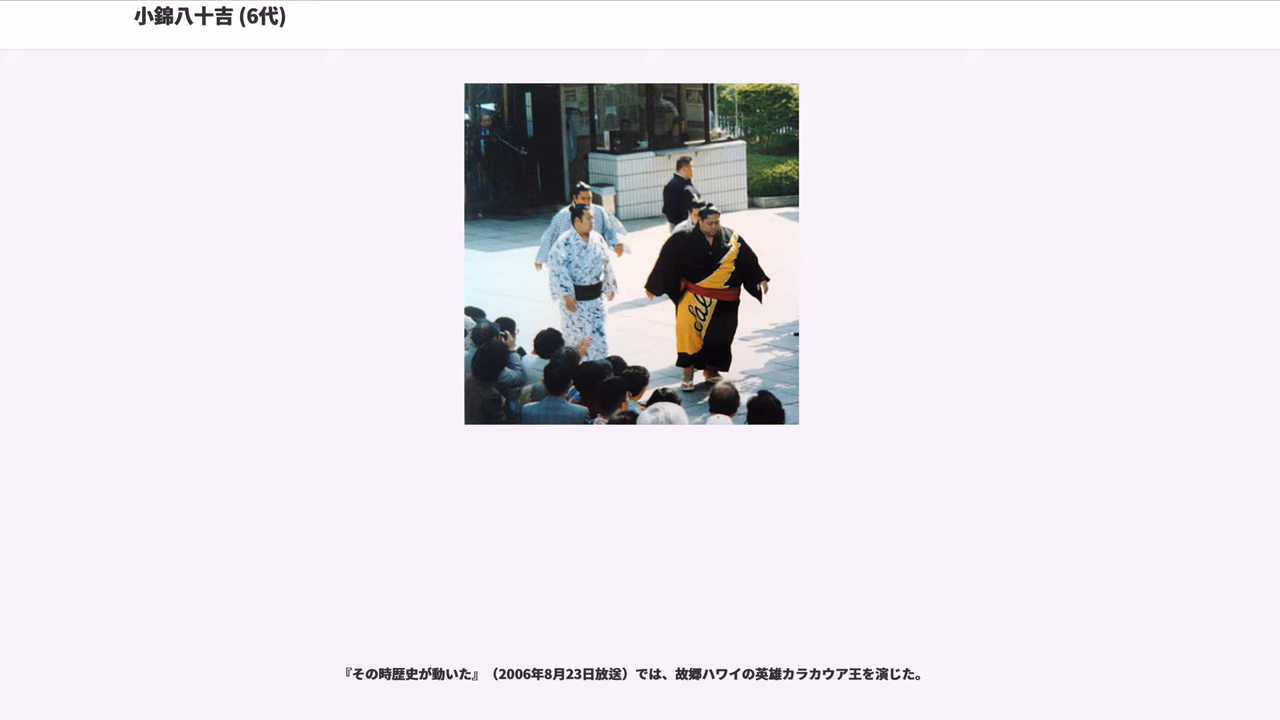 小錦八十吉 (6代)
『その時歴史が動いた』（2006年8月23日放送）では、故郷ハワイの英雄カラカウア王を演じた。